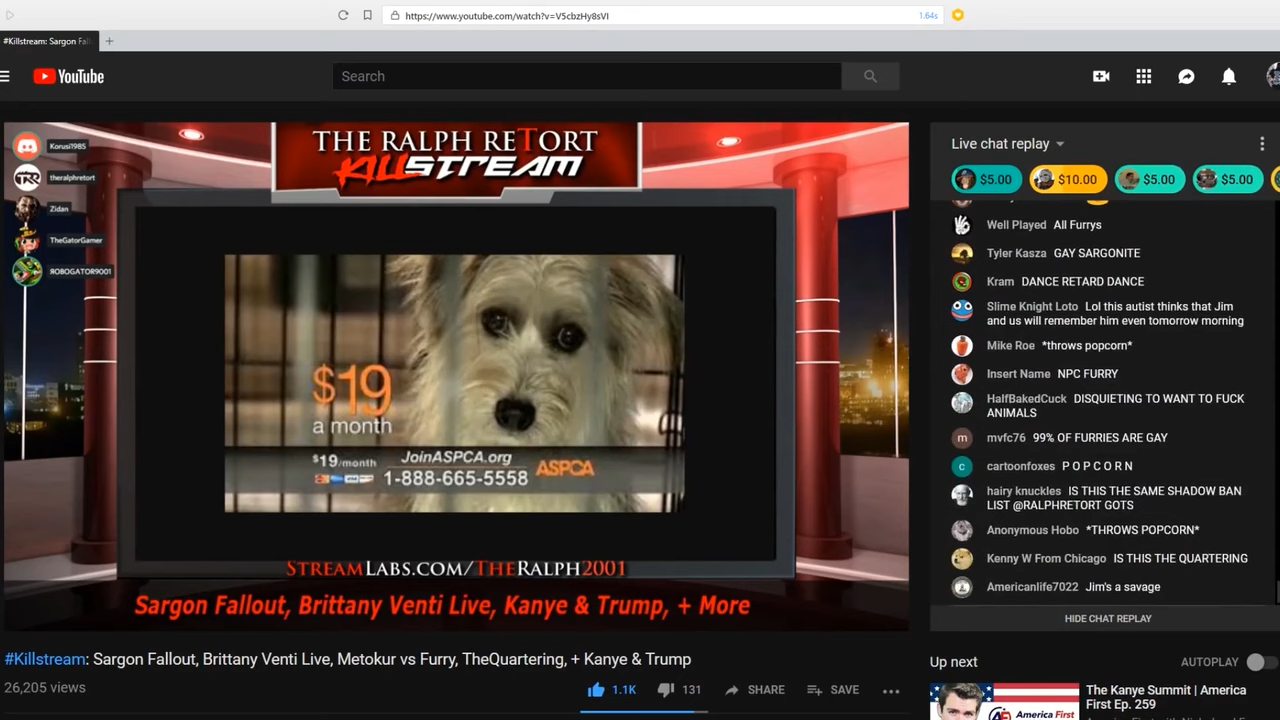 https://www.youtube.com/watch?v=V5cbzHy8sVI
1.64s
#Killstream: Sargon Fall
YouTube
Search
Korusi1985
theralphretort
Zidan
TheGatorGamer
ROBOGATOR9001
THE RALPH RETORT
KILLSTREAM
$19
a month
$19/month
JoinASPCA.org
1-888-665-5558
ASPCA
STREAMLABS.COM/THERALPH2001
Sargon Fallout, Brittany Venti Live, Kanye & Trump, + More
Live chat replay
$5.00
$10.00
$5.00
$5.00
Well Played All Furrys
Tyler Kasza GAY SARGONITE
Kram DANCE RETARD DANCE
Slime Knight Loto Lol this autist thinks that Jim
and us will remember him even tomorrow morning
Mike Roe *throws popcorn*
Insert Name NPC FURRY
HalfBakedCuck DISQUIETING TO WANT TO FUCK
ANIMALS
mvfc76 99% OF FURRIES ARE GAY
cartoonfoxes P O P C O R N
hairy knuckles IS THIS THE SAME SHADOW BAN
LIST @RALPHRETORT GOTS
Anonymous Hobo *THROWS POPCORN*
Kenny W From Chicago IS THIS THE QUARTERING
Americanlife7022 Jim's a savage
HIDE CHAT REPLAY
#Killstream: Sargon Fallout, Brittany Venti Live, Metokur vs Furry, TheQuartering, + Kanye & Trump
26,205 views
1.1K
131
SHARE
SAVE
Up next
AUTOPLAY
The Kanye Summit | America
First Ep. 259
America First